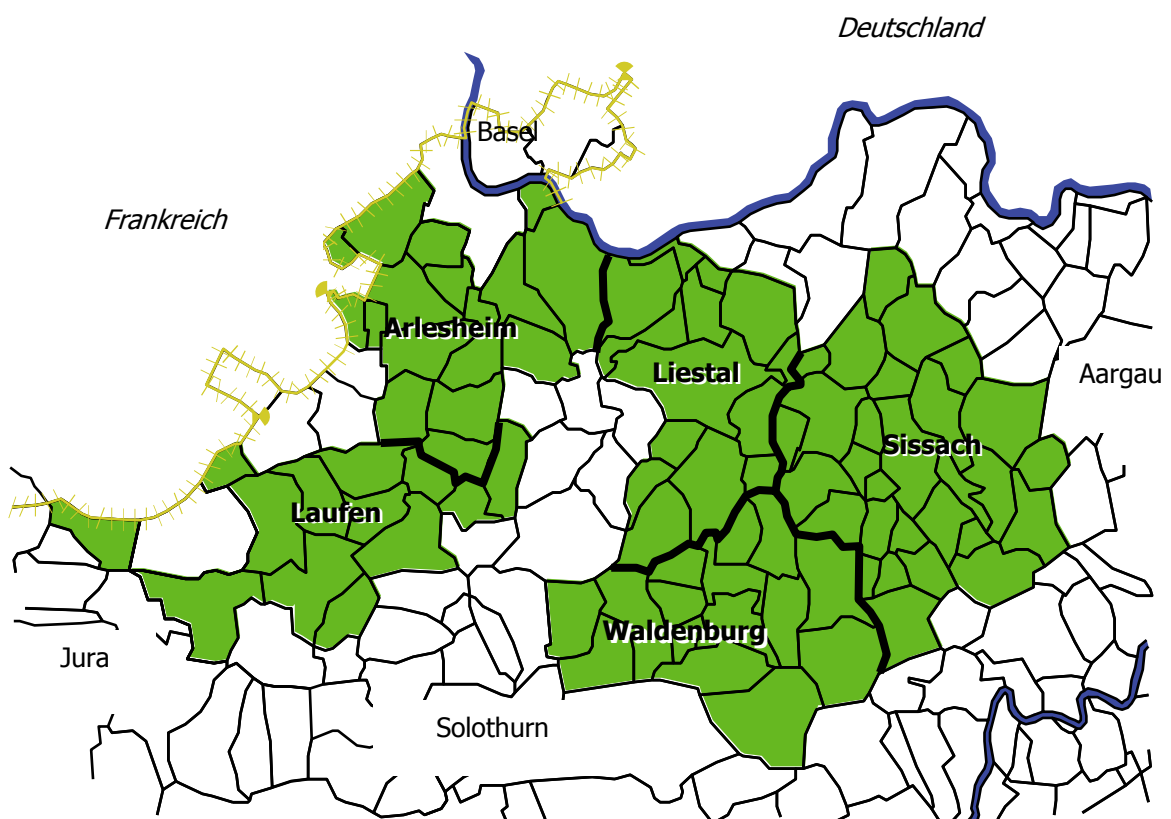 Deutschland
Basel
Frankreich
Arlesheim
Liestal
Aargau
Sissach
Laufen
Waldenburg
Jura
Solothurn